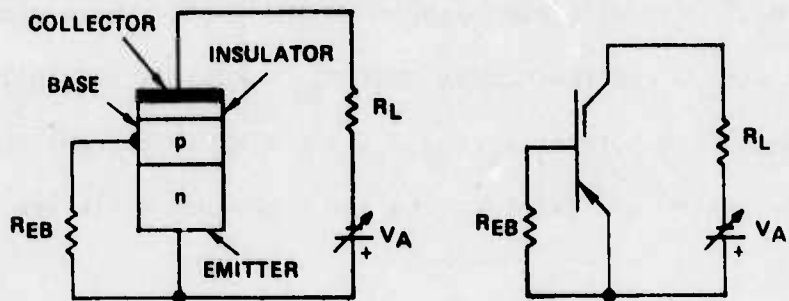 COLLECTOR
INSULATOR
BASE
p
n
R_L
R_EB
V_A
+
EMITTER
R_L
R_EB
V_A
+